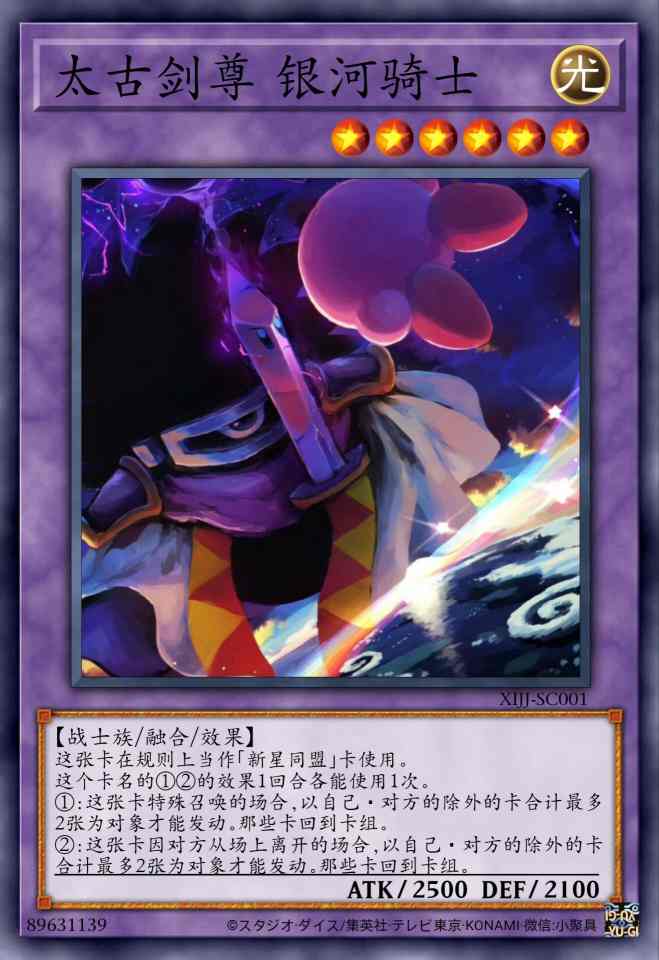 太古剑尊 银河骑士
光
XIJJ-SC001
【战士族/融合/效果】
这张卡在规则上当作「新星同盟」卡使用。
这个卡名的①②的效果1回合各能使用1次。
①:这张卡特殊召唤的场合,以自己・对方的除外的卡合计最多
2张为对象才能发动。那些卡回到卡组。
②:这张卡因对方从场上离开的场合,以自己・对方的除外的卡
合计最多2张为对象才能发动。那些卡回到卡组。
ATK/2500 DEF/2100
89631139
©スタジオ・ダイス/集英社・テレビ東京・KONAMI 微信:小聚具